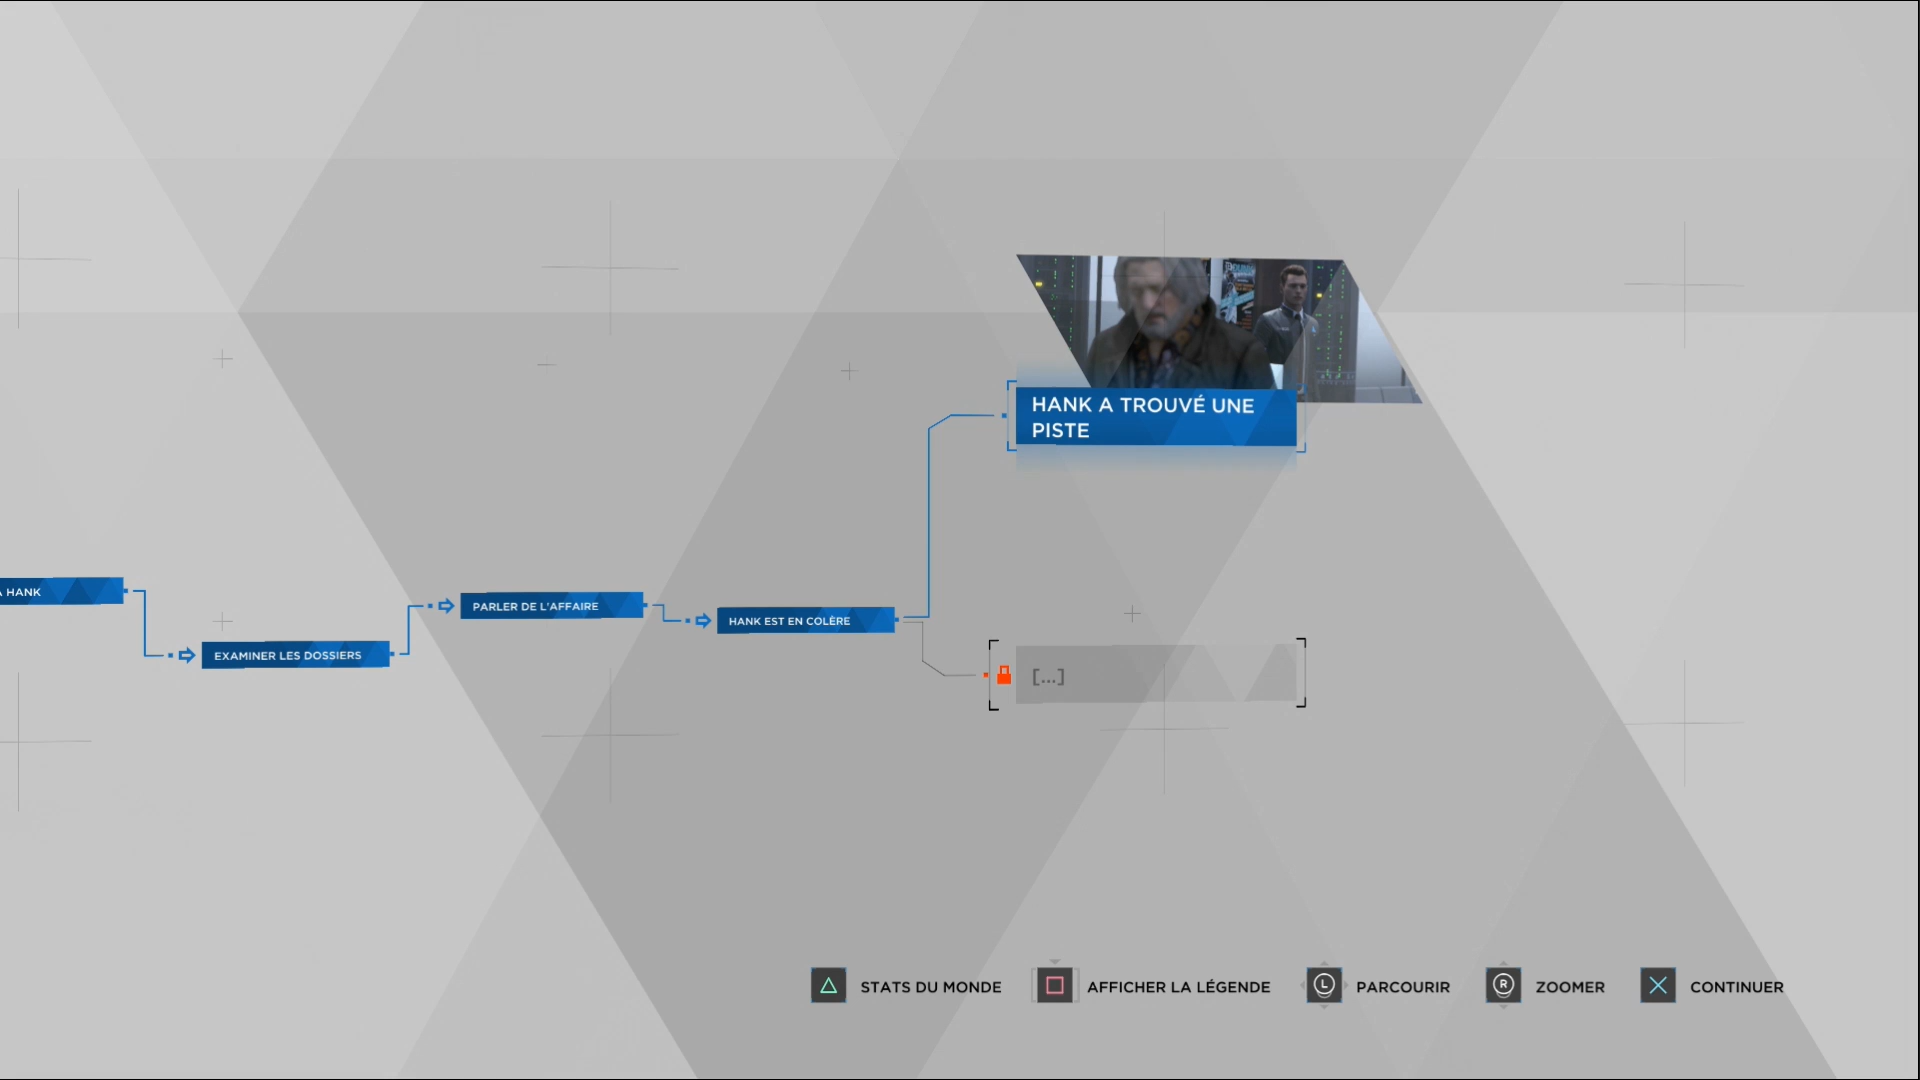 HANK A TROUVÉ UNE
PISTE
A HANK
EXAMINER LES DOSSIERS
PARLER DE L'AFFAIRE
HANK EST EN COLÈRE
[...]
STATS DU MONDE
AFFICHER LA LÉGENDE
L
PARCOURIR
R
ZOOMER
CONTINUER